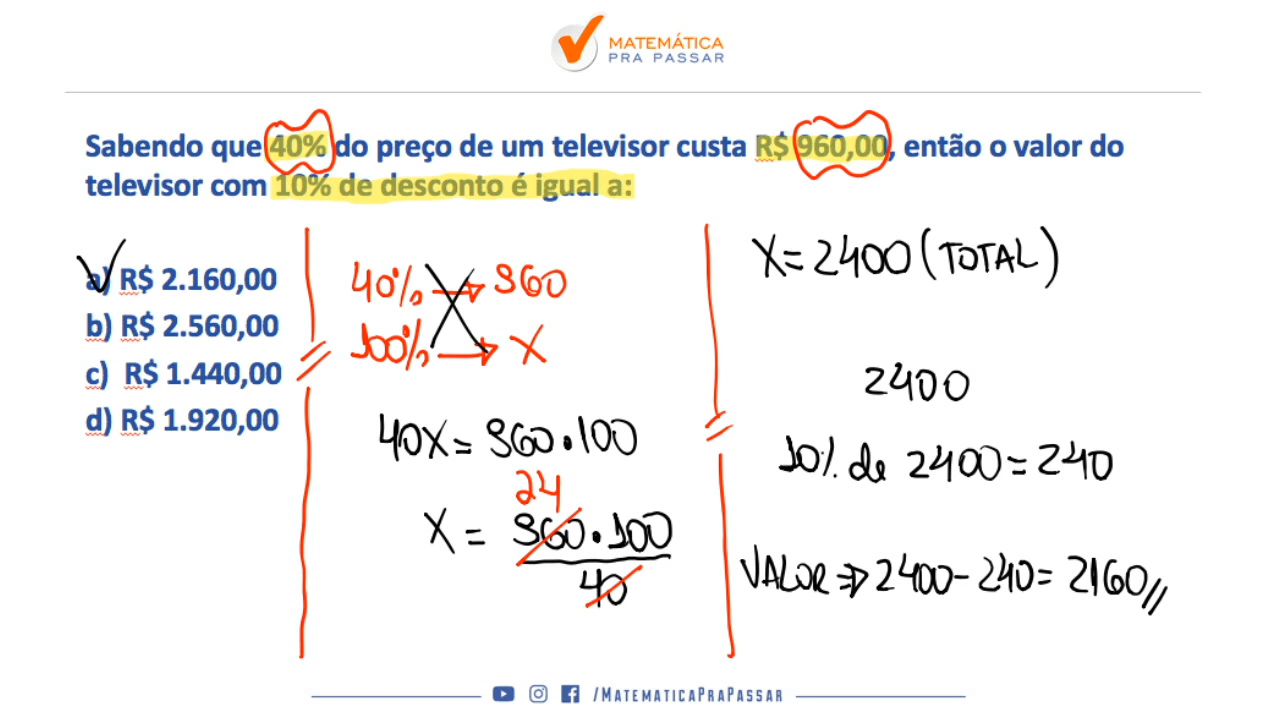 MATEMÁTICA
PRA PASSAR
Sabendo que 40% do preço de um televisor custa R$ 960,00, então o valor do
televisor com 10% de desconto é igual a:
a) R$ 2.160,00
b) R$ 2.560,00
c) R$ 1.440,00
d) R$ 1.920,00
40% → 960
100% → X
40X = 960.100
24
X = 960.100
40
X = 2400 (TOTAL)
2400
10% de 2400 = 240
VALOR ⇒ 2400 - 240 = 2160//
/MATEMATICAPRAPASSAR